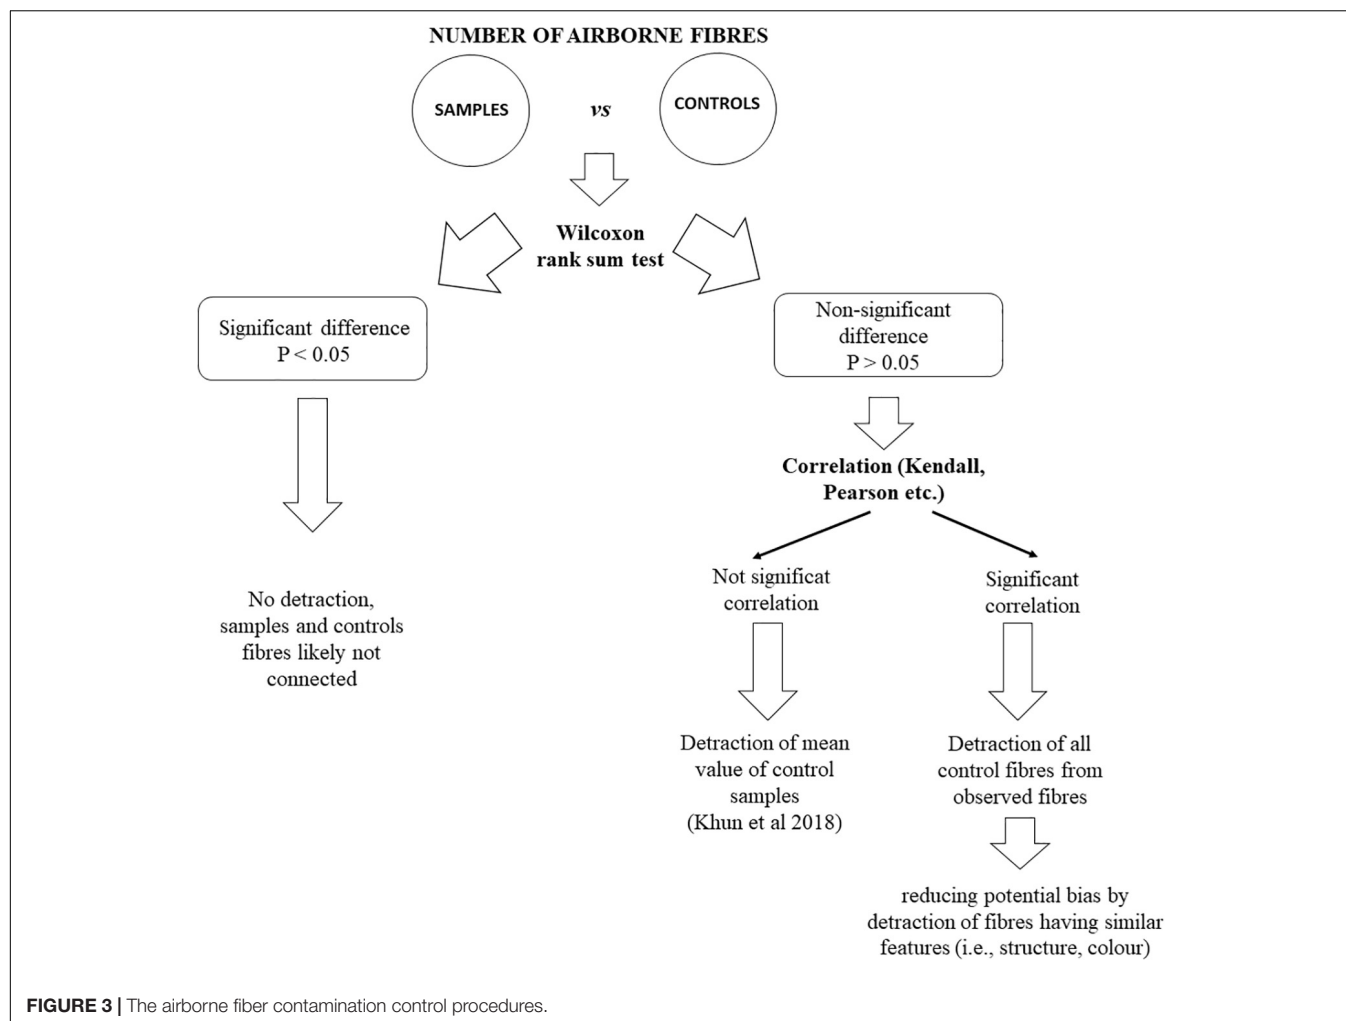 NUMBER OF AIRBORNE FIBRES
SAMPLES
vs
CONTROLS
Wilcoxon
rank sum test
Significant difference
P < 0.05
Non-significant
difference
P > 0.05
No detraction,
samples and controls
fibres likely not
connected
Correlation (Kendall,
Pearson etc.)
Not significat
correlation
Significant
correlation
Detraction of mean
value of control
samples
(Khun et al 2018)
Detraction of all
control fibres from
observed fibres
reducing potential bias by
detraction of fibres having similar
features (i.e., structure, colour)
FIGURE 3 | The airborne fiber contamination control procedures.